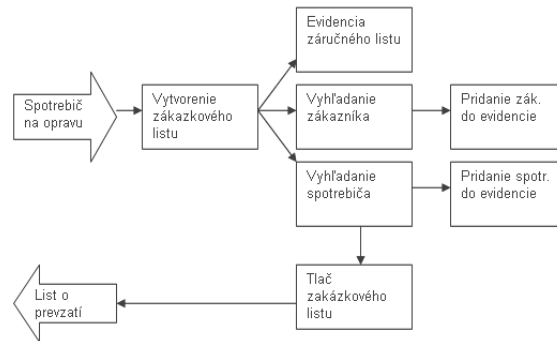 Evidencia
záručného listu
Spotrebič
na opravu
Vytvorenie
zákazkového
listu
Vyhľadanie
zákazníka
Pridanie zák.
do evidencie
Vyhľadanie
spotrebiča
Pridanie spotr.
do evidencie
Tlač
zakázkového
listu
List o
prevzatí